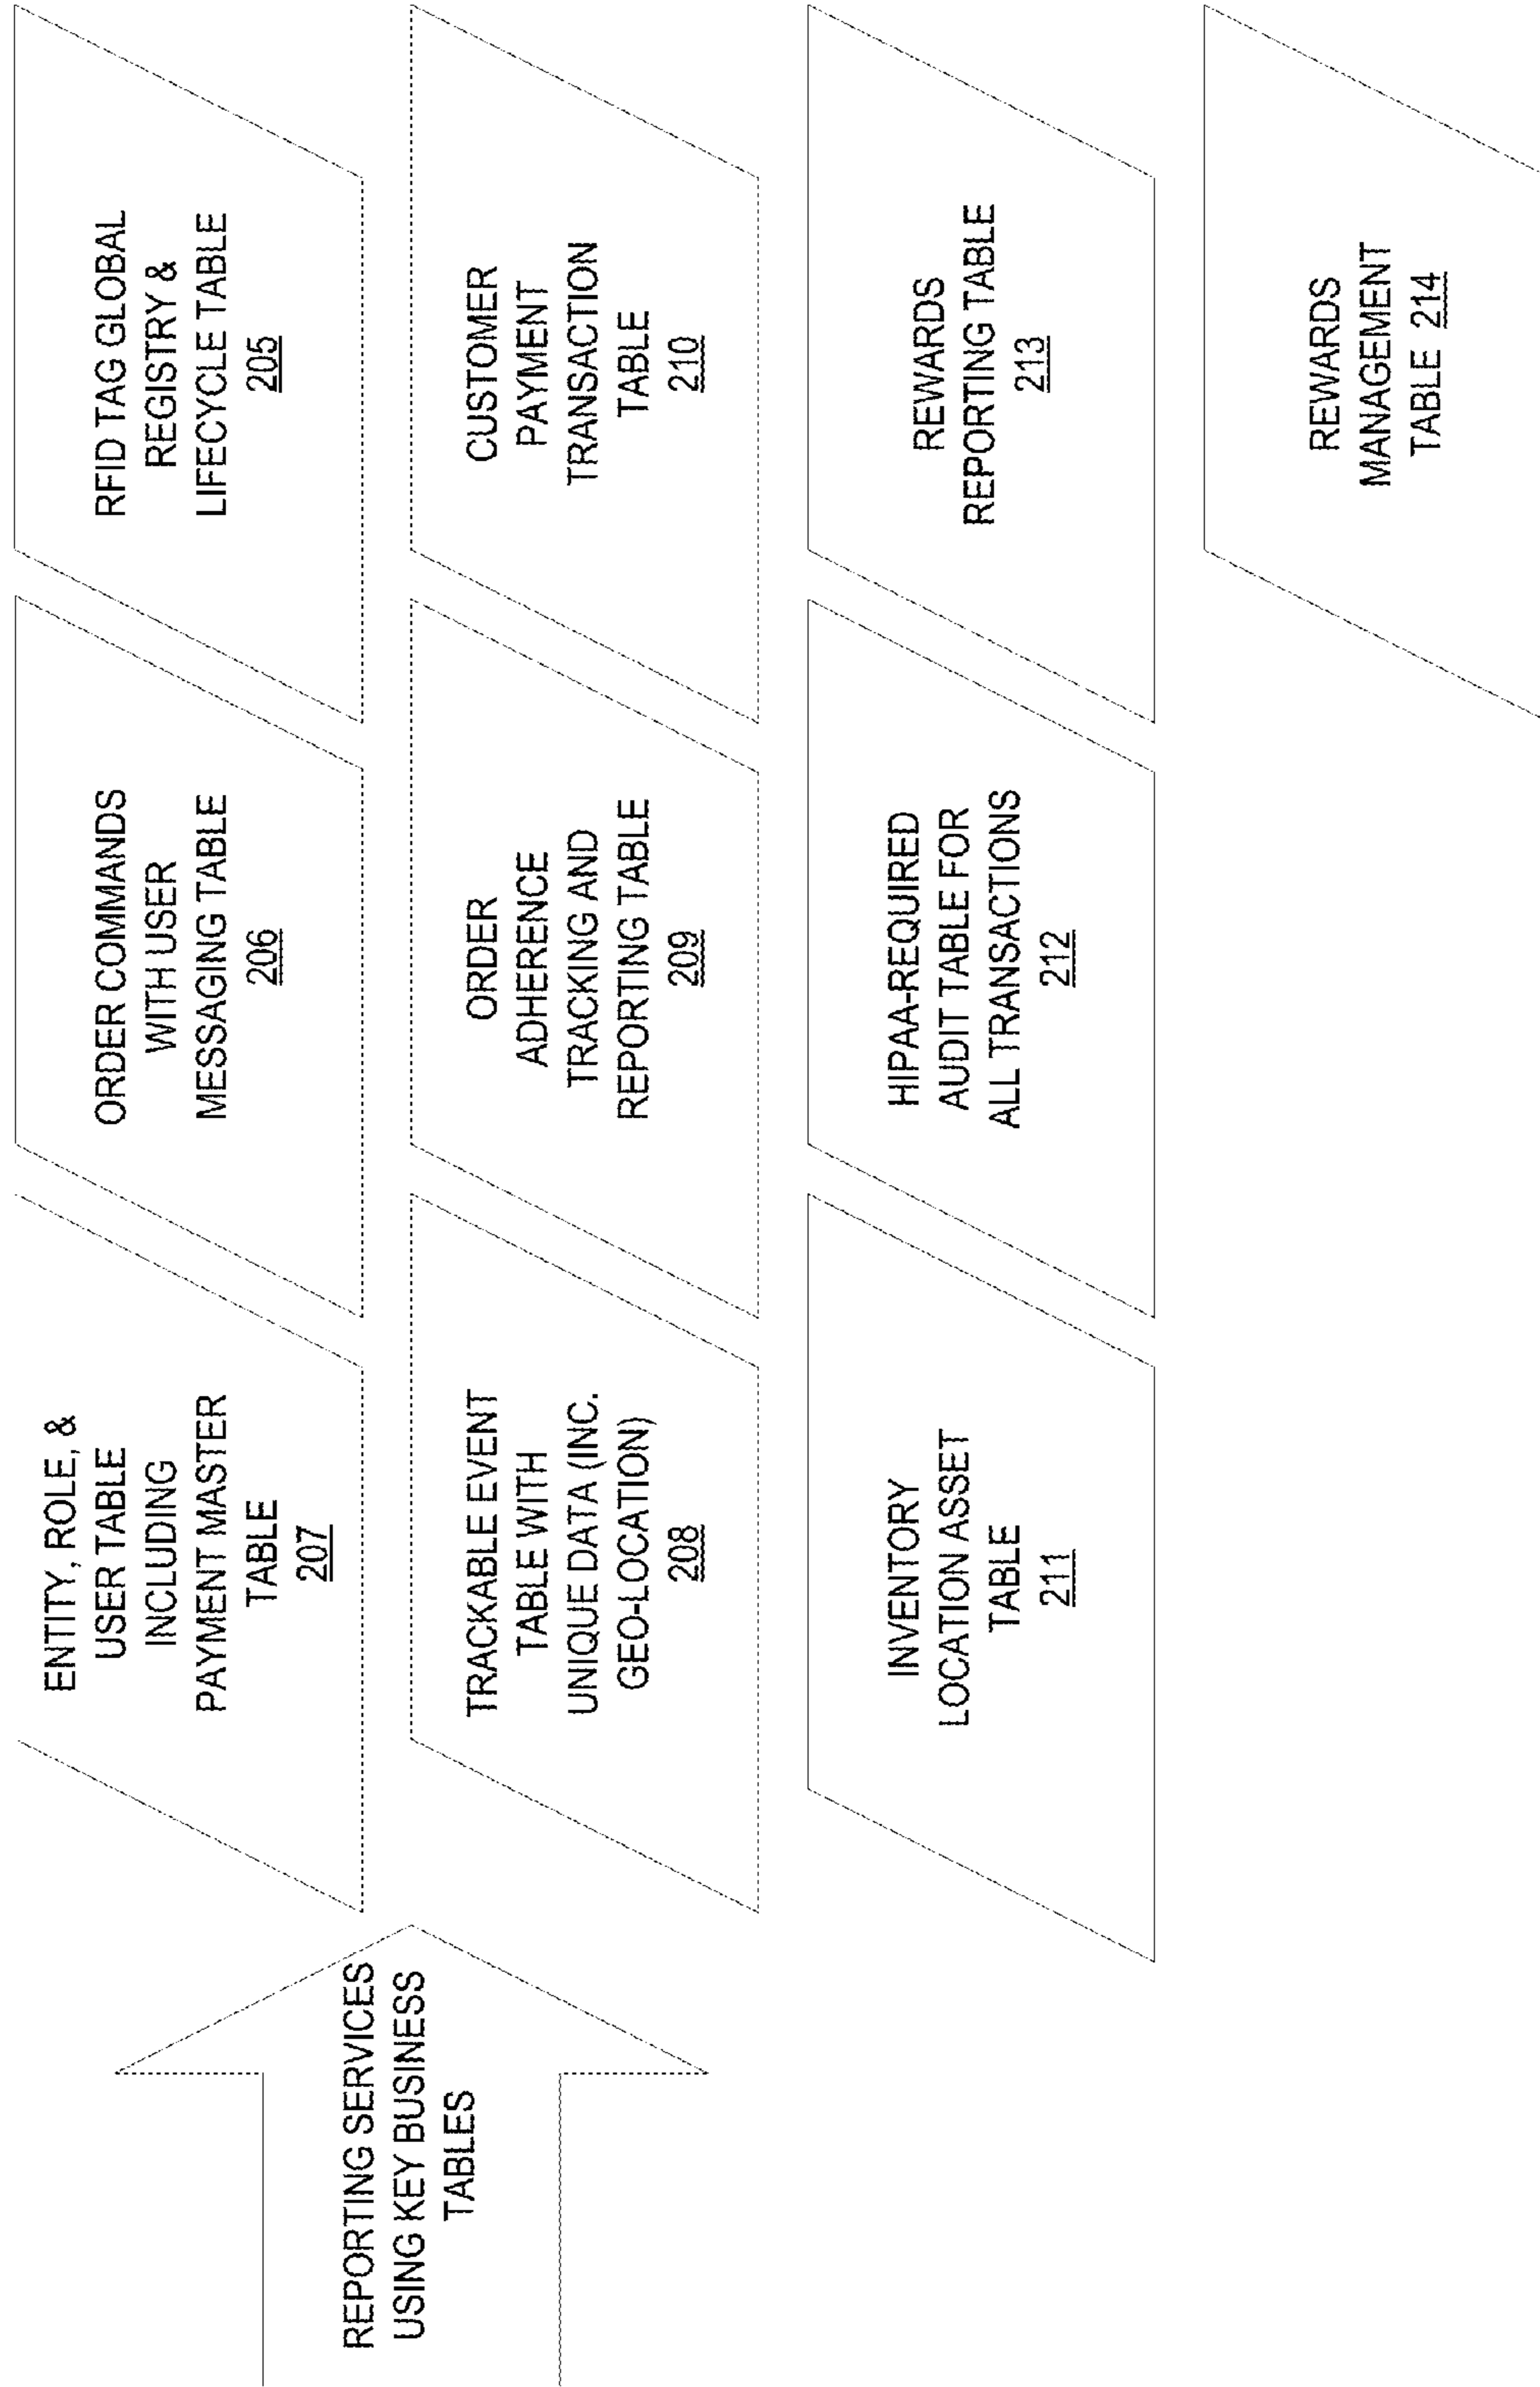 REPORTING SERVICES
USING KEY BUSINESS
TABLES
ENTITY, ROLE, &
USER TABLE
INCLUDING
PAYMENT MASTER
TABLE
207
ORDER COMMANDS
WITH USER
MESSAGING TABLE
206
RFID TAG GLOBAL
REGISTRY &
LIFECYCLE TABLE
205
TRACKABLE EVENT
TABLE WITH
UNIQUE DATA (INC.
GEO-LOCATION)
208
ORDER
ADHERENCE
TRACKING AND
REPORTING TABLE
209
CUSTOMER
PAYMENT
TRANSACTION
TABLE
210
INVENTORY
LOCATION ASSET
TABLE
211
HIPAA-REQUIRED
AUDIT TABLE FOR
ALL TRANSACTIONS
212
REWARDS
REPORTING TABLE
213
REWARDS
MANAGEMENT
TABLE 214